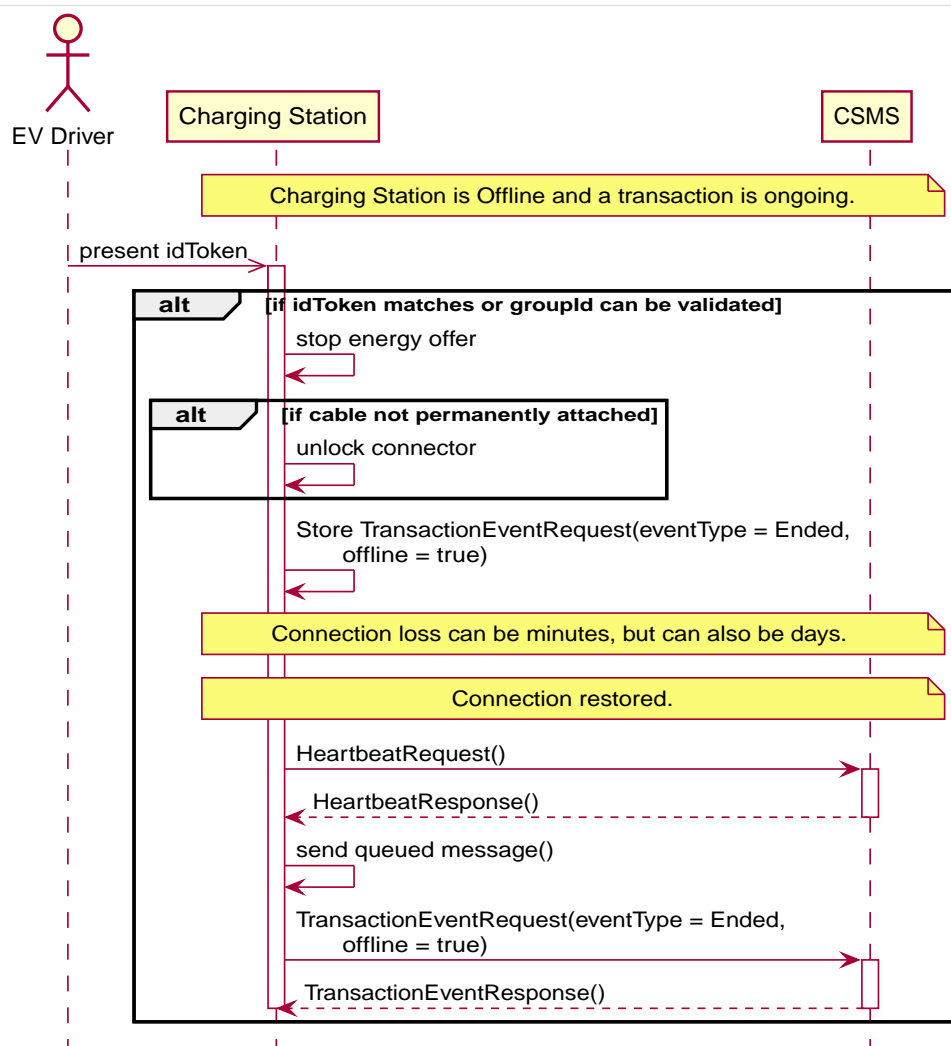 EV Driver
Charging Station
CSMS
Charging Station is Offline and a transaction is ongoing.
present idToken
alt
[if idToken matches or groupId can be validated]
stop energy offer
alt
[if cable not permanently attached]
unlock connector
Store TransactionEventRequest(eventType = Ended,
offline = true)
Connection loss can be minutes, but can also be days.
Connection restored.
HeartbeatRequest()
HeartbeatResponse()
send queued message()
TransactionEventRequest(eventType = Ended,
offline = true)
TransactionEventResponse()